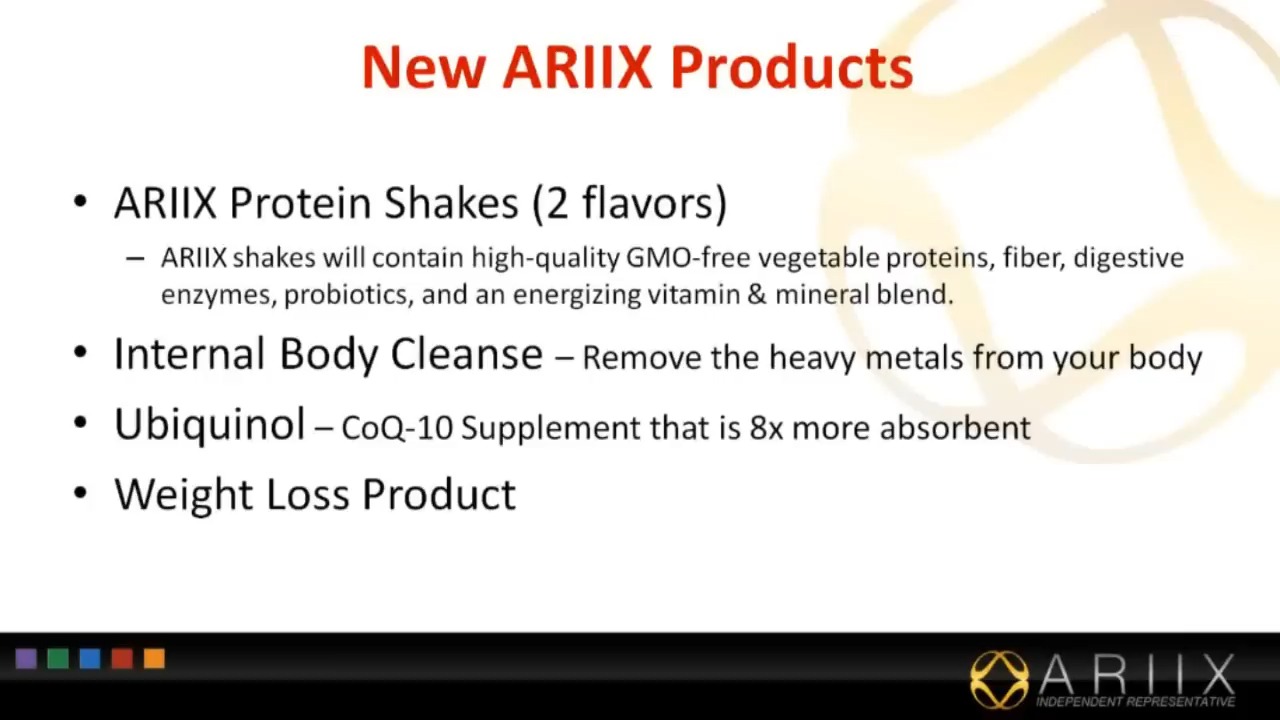 New ARIIX Products
• ARIIX Protein Shakes (2 flavors)
– ARIIX shakes will contain high-quality GMO-free vegetable proteins, fiber, digestive
enzymes, probiotics, and an energizing vitamin & mineral blend.
• Internal Body Cleanse – Remove the heavy metals from your body
• Ubiquinol – CoQ-10 Supplement that is 8x more absorbent
• Weight Loss Product
ARIIX
INDEPENDENT REPRESENTATIVE